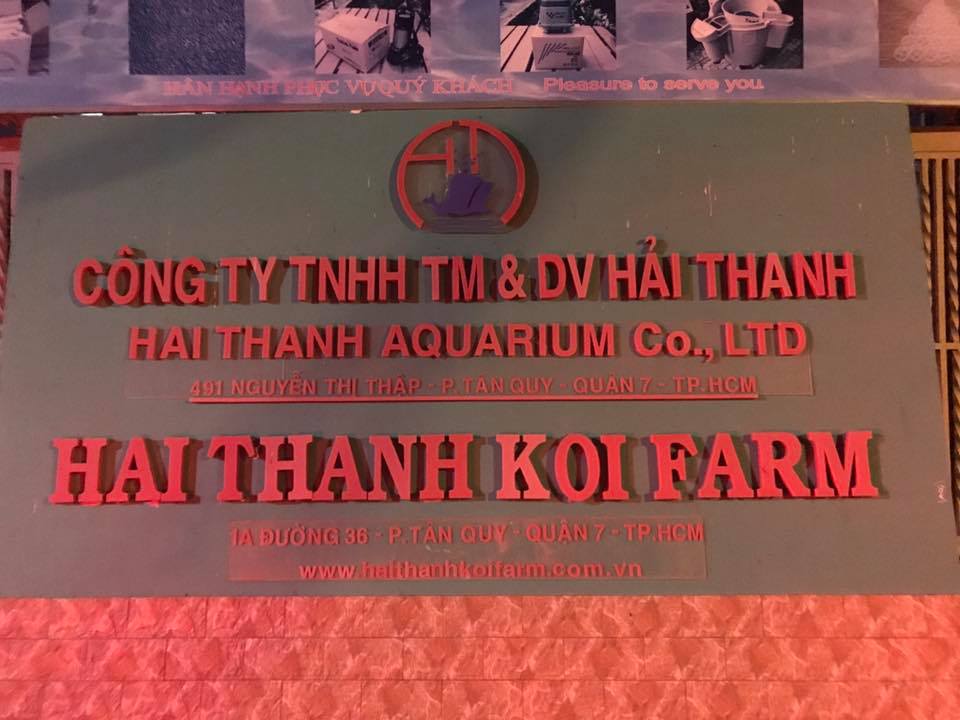 HÂN HẠNH PHỤC VỤ QUÝ KHÁCH Pleasure to serve you.
HT
CÔNG TY TNHH TM & DV HẢI THANH
HAI THANH AQUARIUM Co., LTD
491 NGUYỄN THỊ THẬP - P.TÂN QUY - QUẬN 7 - TP.HCM
HAI THANH KOI FARM
1A ĐƯỜNG 36 - P.TÂN QUY - QUẬN 7 - TP.HCM
www.haithanhkoifarm.com.vn